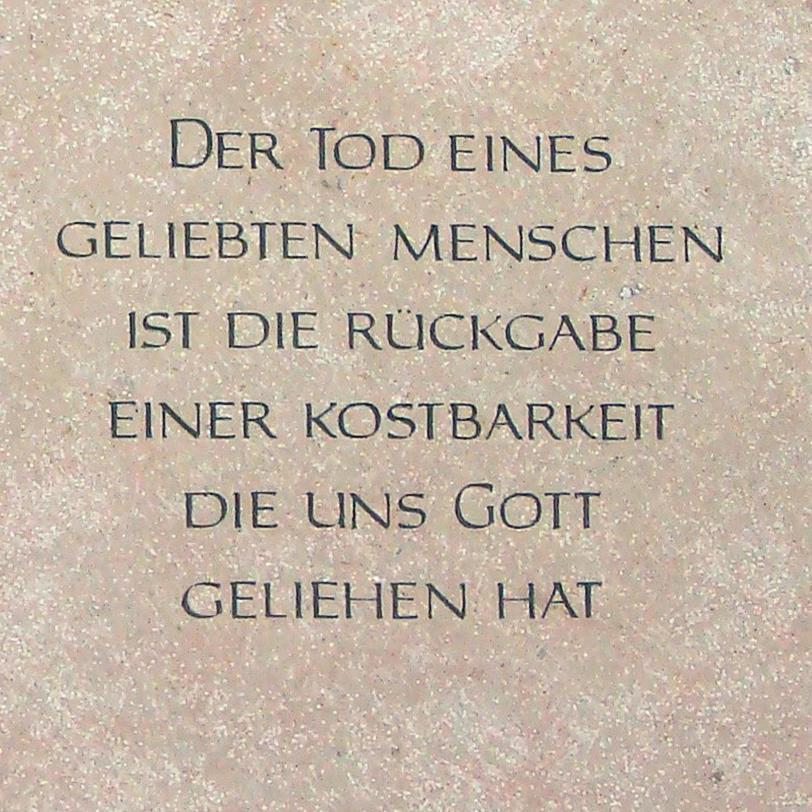 DER TOD EINES
GELIEBTEN MENSCHEN
IST DIE RÜCKGABE
EINER KOSTBARKEIT
DIE UNS GOTT
GELIEHEN HAT